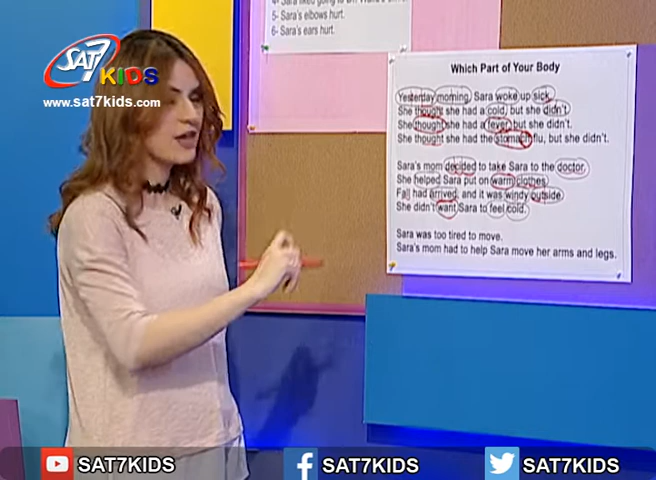 SAT7
KIDS
www.sat7kids.com
5- Sara's elbows hurt.
6- Sara's ears hurt.
Which Part of Your Body
Yesterday morning, Sara woke up sick.
She thought she had a cold, but she didn't.
She thought she had a fever, but she didn't.
She thought she had the stomach flu, but she didn't.
Sara's mom decided to take Sara to the doctor.
She helped Sara put on warm clothes.
Fall had arrived, and it was windy outside.
She didn't want Sara to feel cold.
Sara was too tired to move.
Sara's mom had to help Sara move her arms and legs.
SAT7KIDS
SAT7KIDS
SAT7KIDS